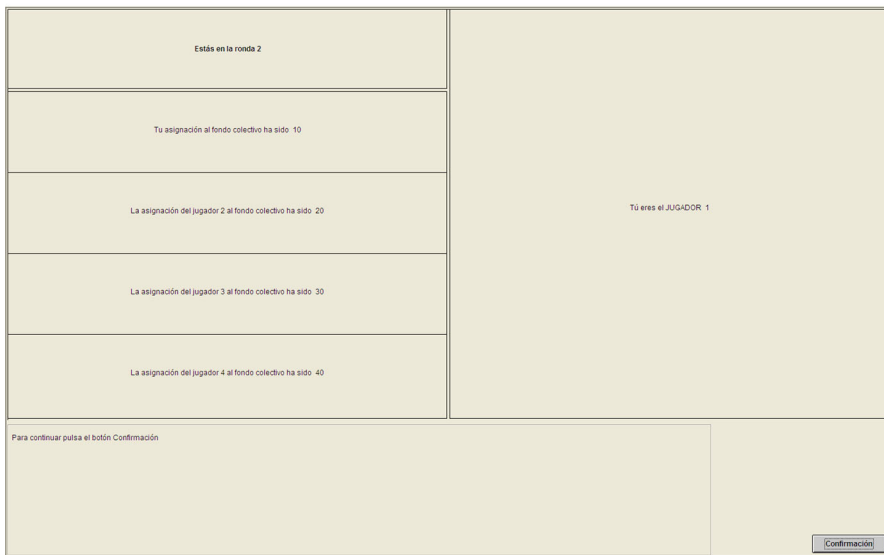 Estás en la ronda 2
Tu asignación al fondo colectivo ha sido 10
La asignación del jugador 2 al fondo colectivo ha sido 20
La asignación del jugador 3 al fondo colectivo ha sido 30
La asignación del jugador 4 al fondo colectivo ha sido 40
Tú eres el JUGADOR 1
Para continuar pulsa el botón Confirmación
Confirmación